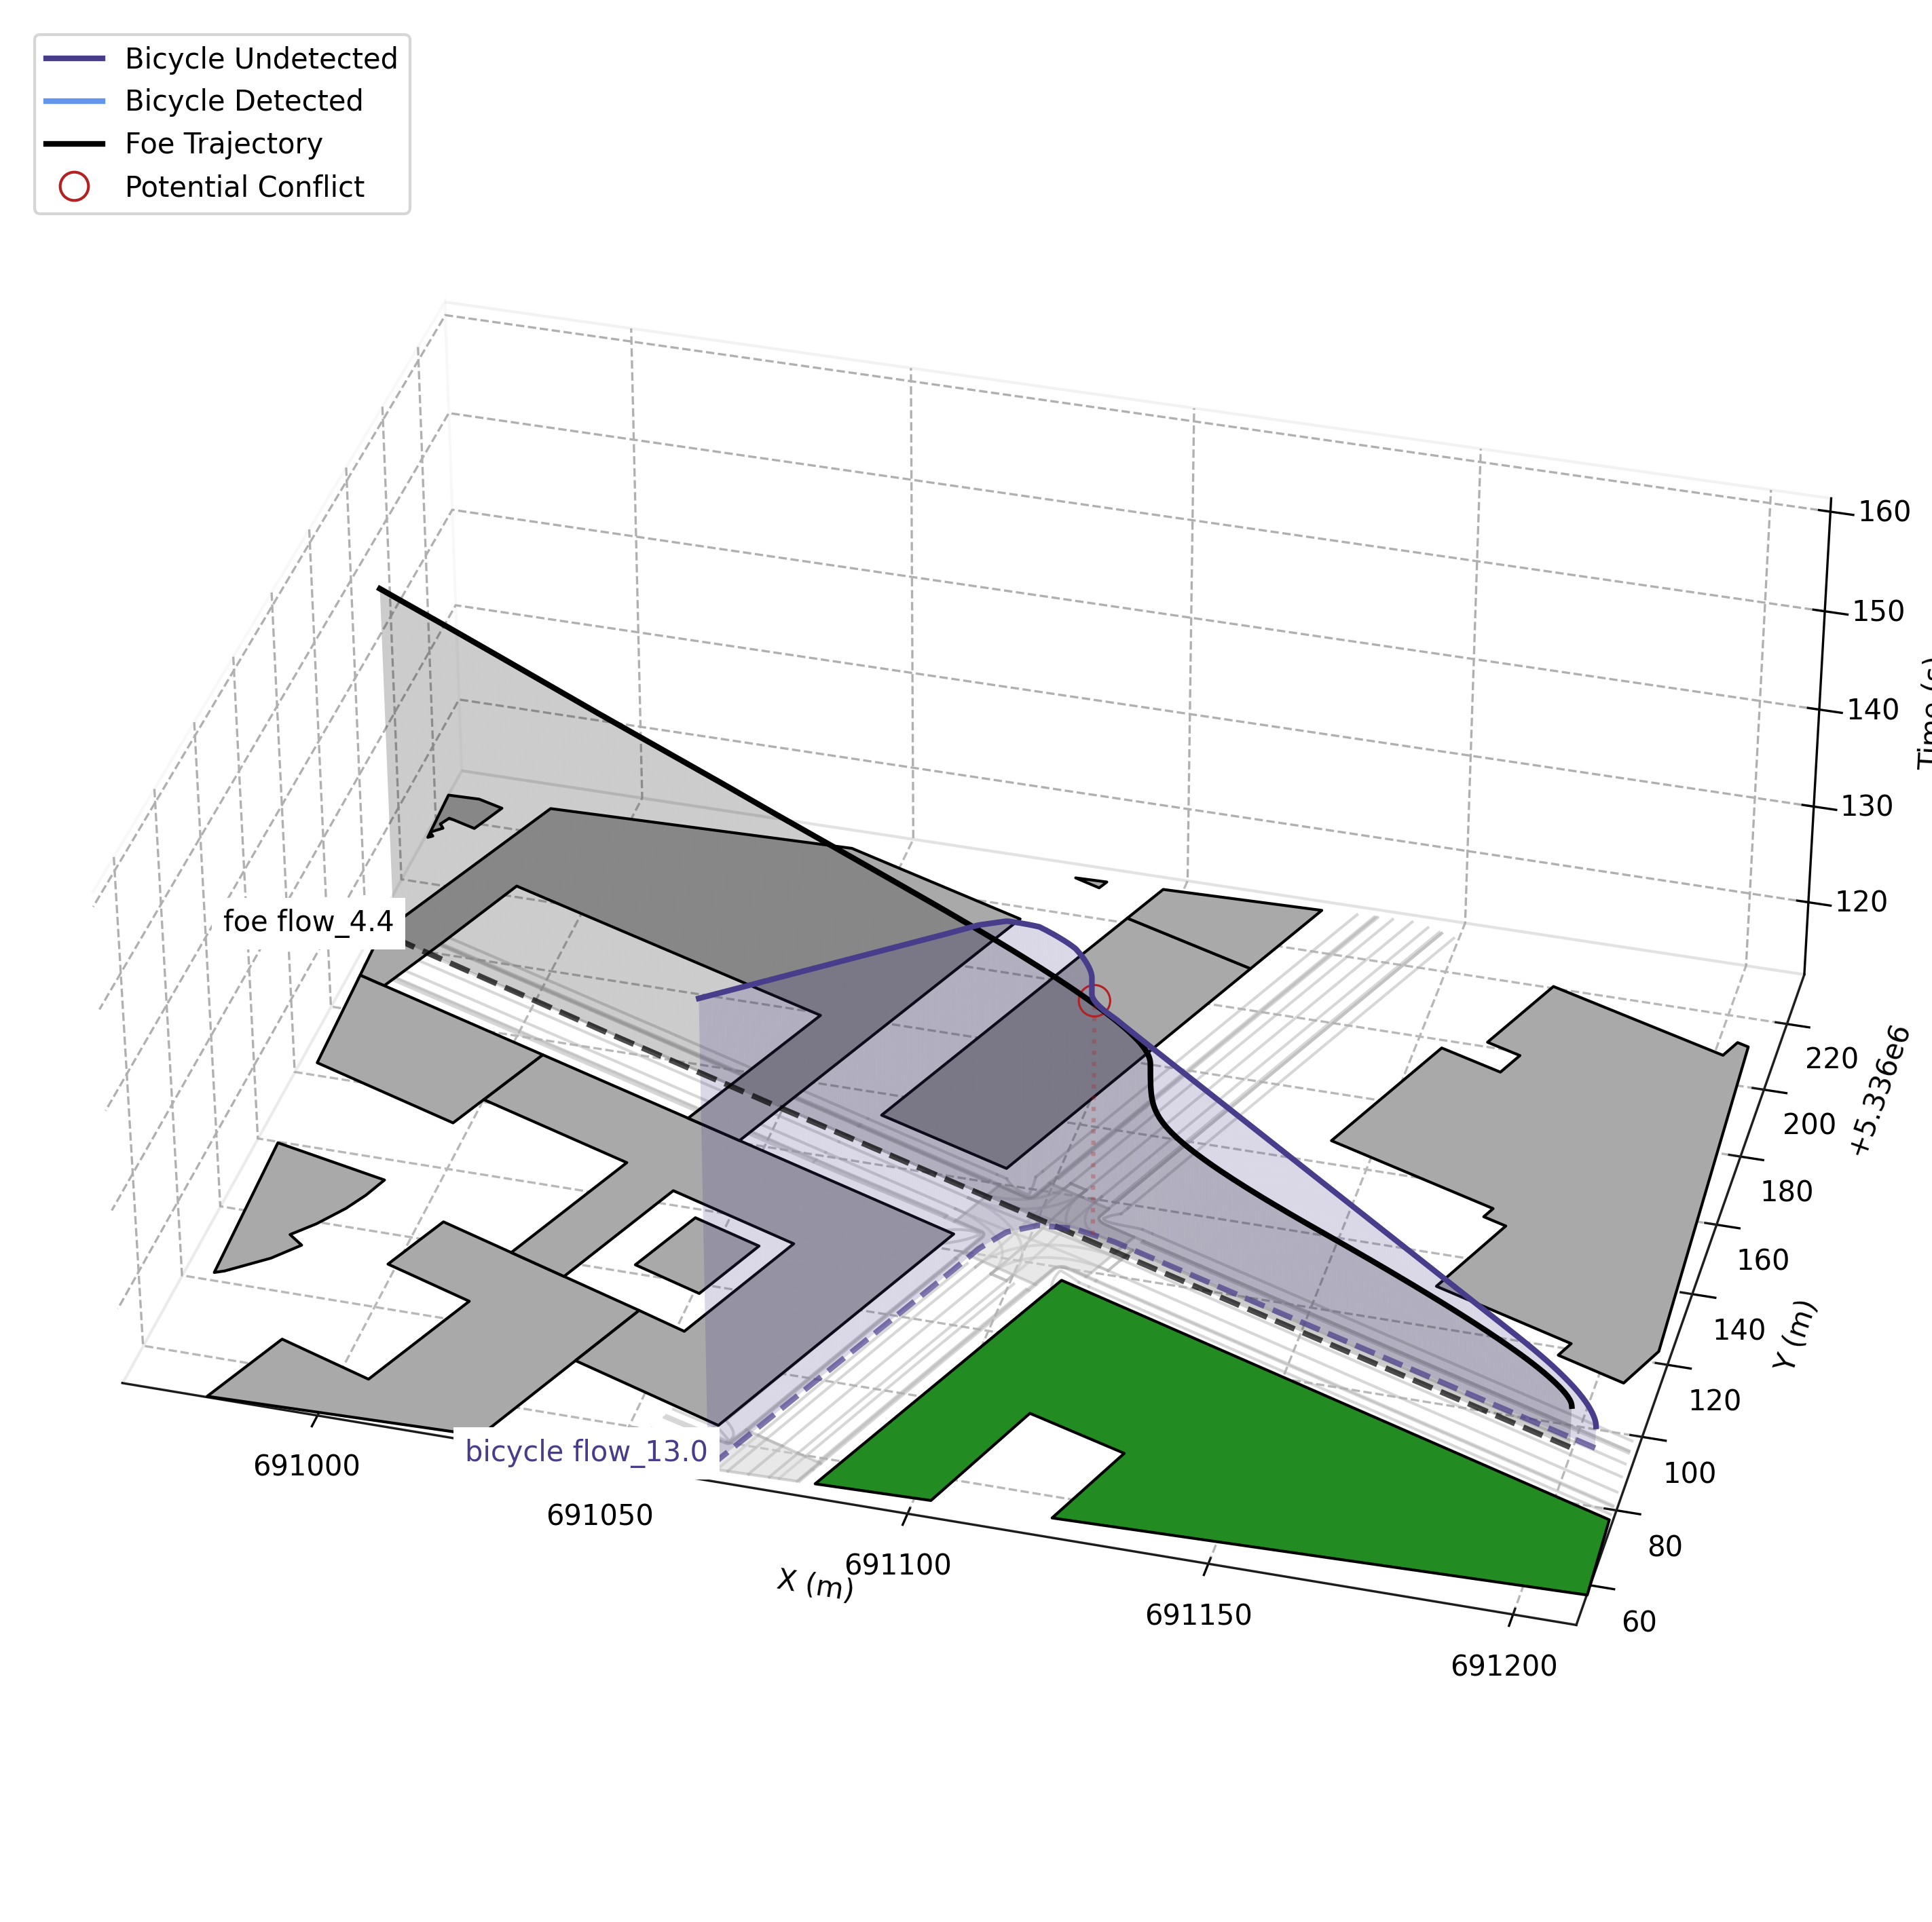 Bicycle Undetected
Bicycle Detected
Foe Trajectory
Potential Conflict
160
150
140
130
120
foe flow_4.4
bicycle flow_13.0
220
200
180
160
140
120
100
80
60
+5.336e6
Y (m)
691000
691050
691100
691150
691200
X (m)